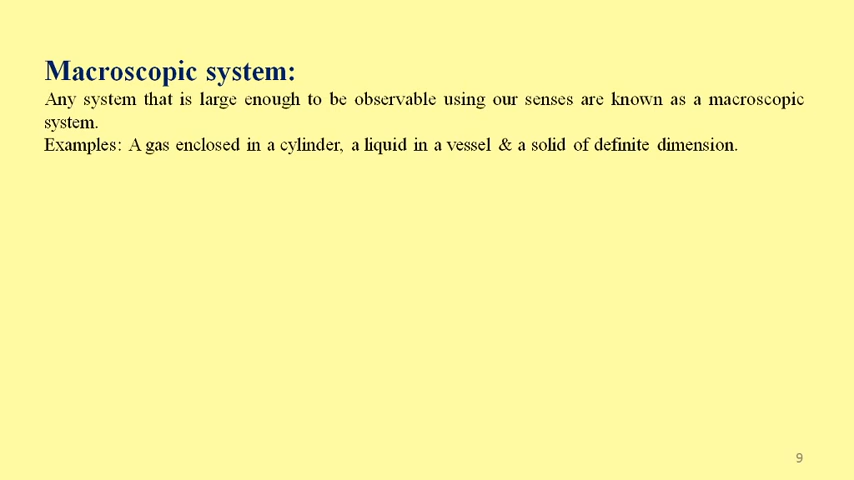 Macroscopic system:
Any system that is large enough to be observable using our senses are known as a macroscopic
system.
Examples: A gas enclosed in a cylinder, a liquid in a vessel & a solid of definite dimension.
9